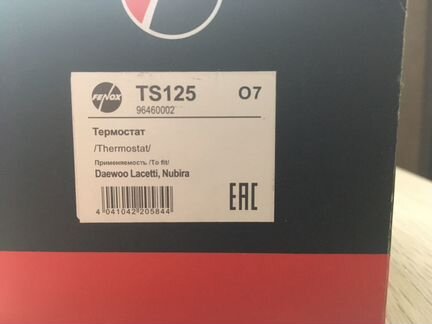 FENOX
TS125 O7
96460002
Термостат
/Thermostat/
Применяемость /To fit/
Daewoo Lacetti, Nubira
4 041042 205844
EAC